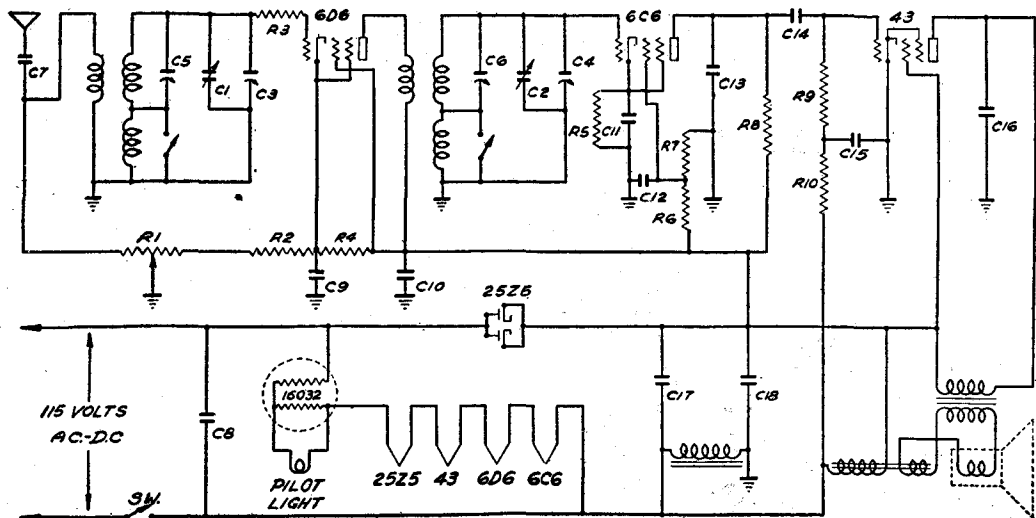 C7
C5
C1
C3
R3
6D6
C6
C2
C4
6C6
R5
C11
C12
R7
R6
C13
R8
C14
R9
R10
C15
43
C16
R1
R2
R4
C9
C10
25Z5
115 VOLTS
A.C.-D.C
C8
16032
PILOT
LIGHT
25Z5 43 6D6 6C6
C17
C18
SW.